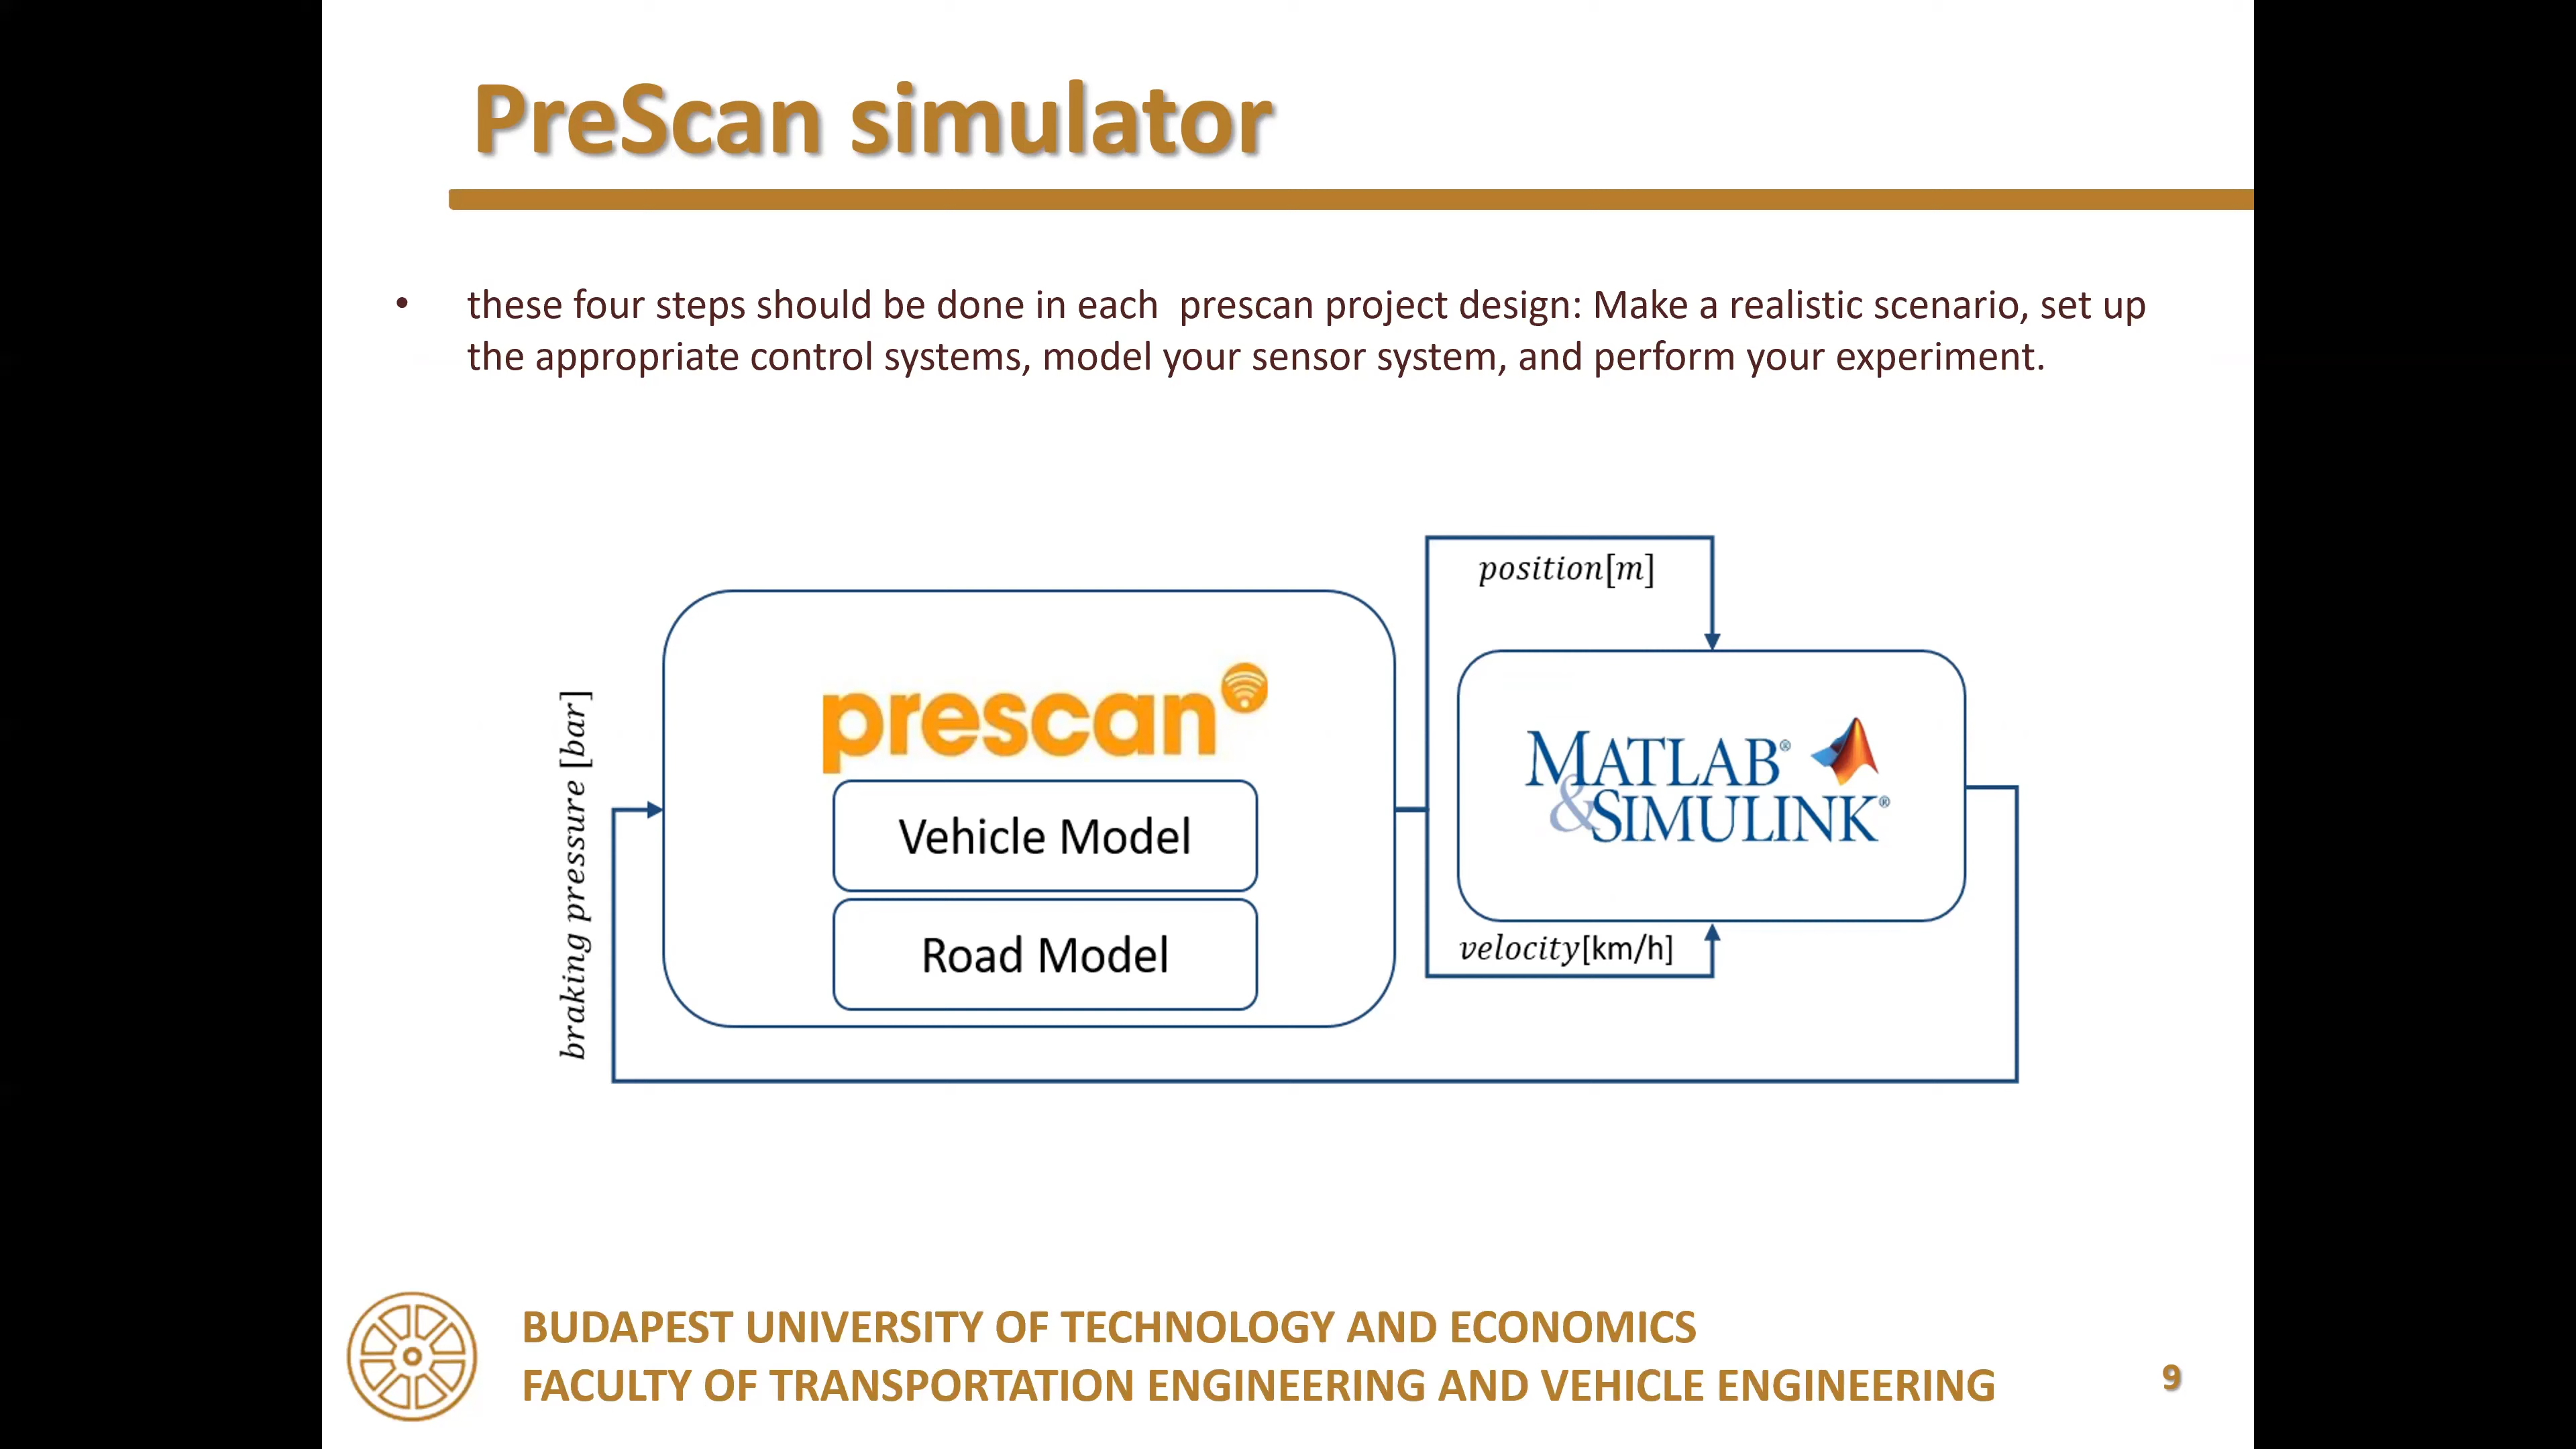 PreScan simulator
• these four steps should be done in each  prescan project design: Make a realistic scenario, set up
the appropriate control systems, model your sensor system, and perform your experiment.
position[m]
prescan
MATLAB®
&SIMULINK®
braking pressure [bar]
Vehicle Model
Road Model
velocity[km/h]
BUDAPEST UNIVERSITY OF TECHNOLOGY AND ECONOMICS
FACULTY OF TRANSPORTATION ENGINEERING AND VEHICLE ENGINEERING
9